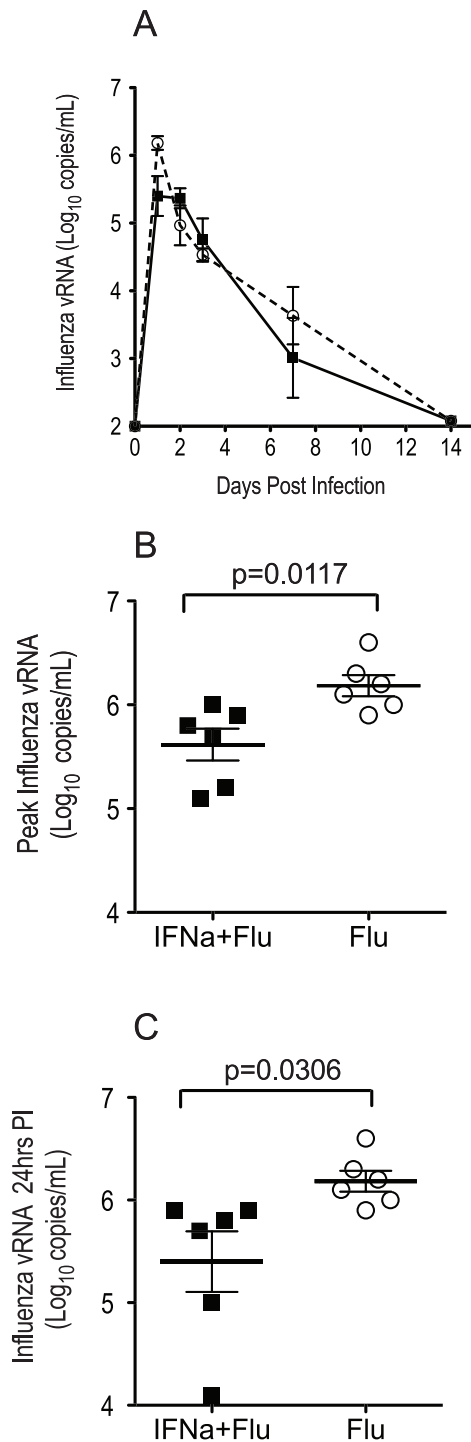 A
Influenza vRNA (Log10 copies/mL)
7
6
5
4
3
2
0 2 4 6 8 10 12 14
Days Post Infection
B
p=0.0117
Peak Influenza vRNA
(Log10 copies/mL)
7
6
5
4
IFNa+Flu Flu
C
p=0.0306
Influenza vRNA 24hrs PI
(Log10 copies/mL)
7
6
5
4
IFNa+Flu Flu